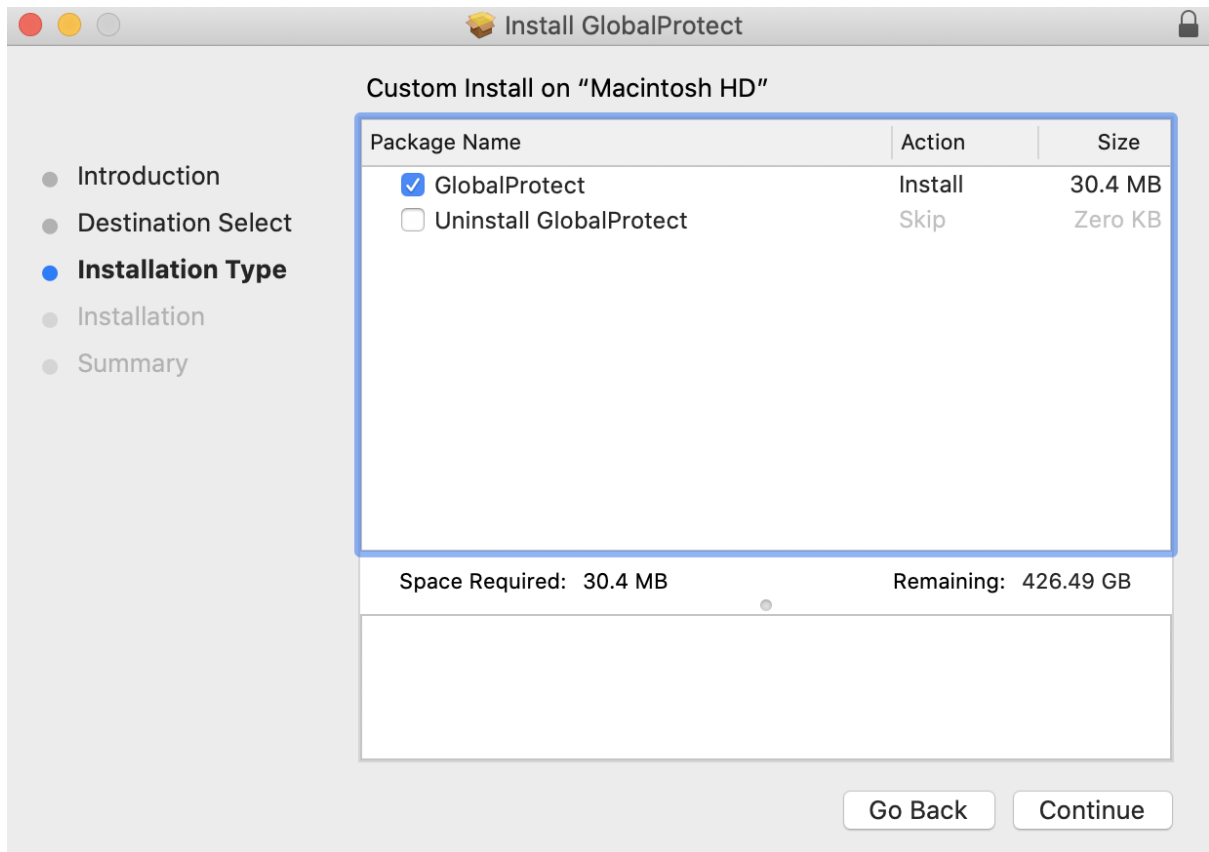 Install GlobalProtect
Custom Install on “Macintosh HD”
Introduction
Destination Select
Installation Type
Installation
Summary
Package Name Action Size
GlobalProtect Install 30.4 MB
Uninstall GlobalProtect Skip Zero KB
Space Required: 30.4 MB Remaining: 426.49 GB
Go Back Continue